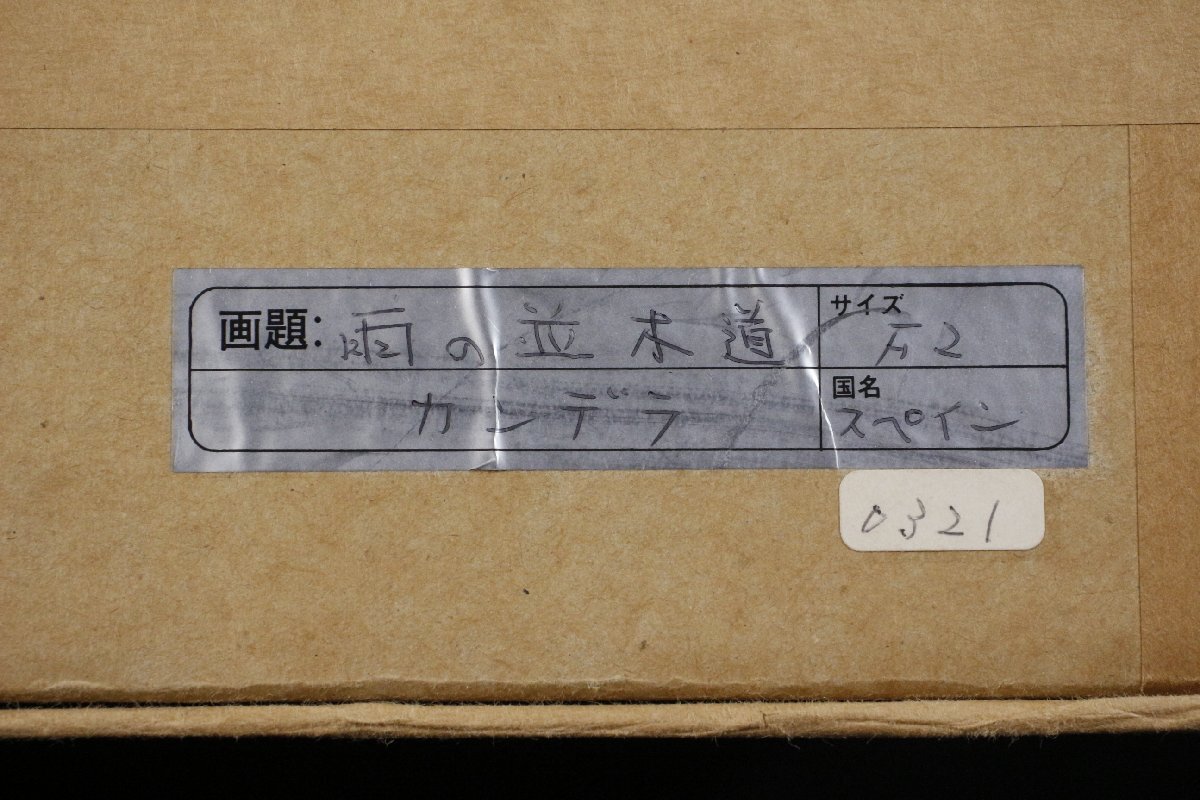 画題: 雨の並木道
サイズ
カンデラ
国名
スペイン
0321